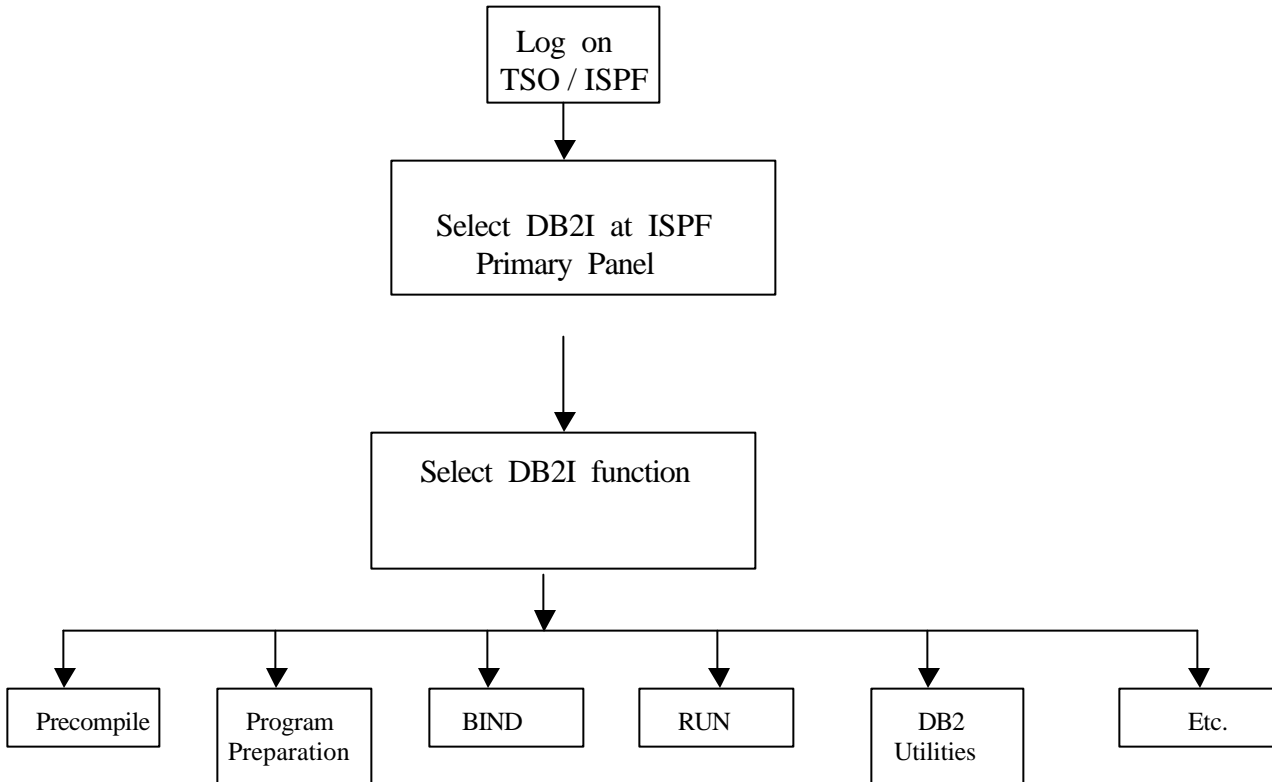 Log on
TSO / ISPF
Select DB2I at ISPF
Primary Panel
Select DB2I function
Precompile
Program
Preparation
BIND
RUN
DB2
Utilities
Etc.